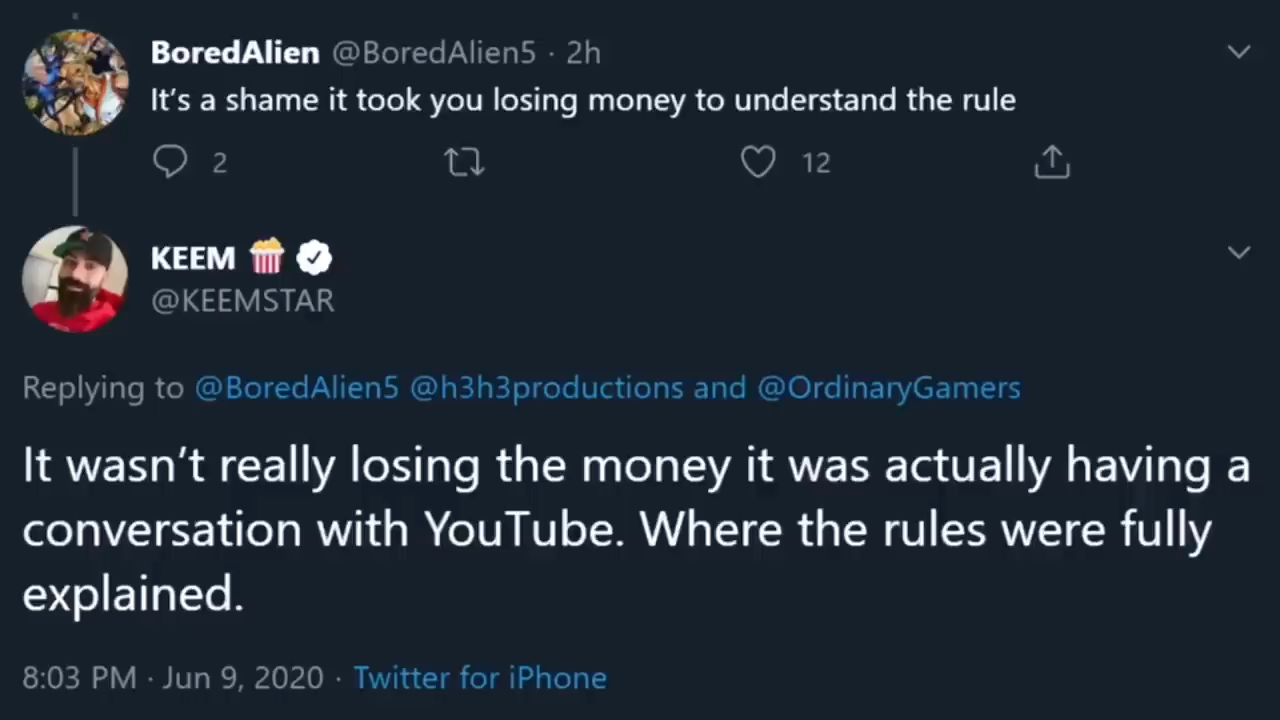 BoredAlien @BoredAlien5 · 2h
It's a shame it took you losing money to understand the rule
2 12
KEEM 🍿
@KEEMSTAR
Replying to @BoredAlien5 @h3h3productions and @OrdinaryGamers
It wasn't really losing the money it was actually having a
conversation with YouTube. Where the rules were fully
explained.
8:03 PM · Jun 9, 2020 · Twitter for iPhone